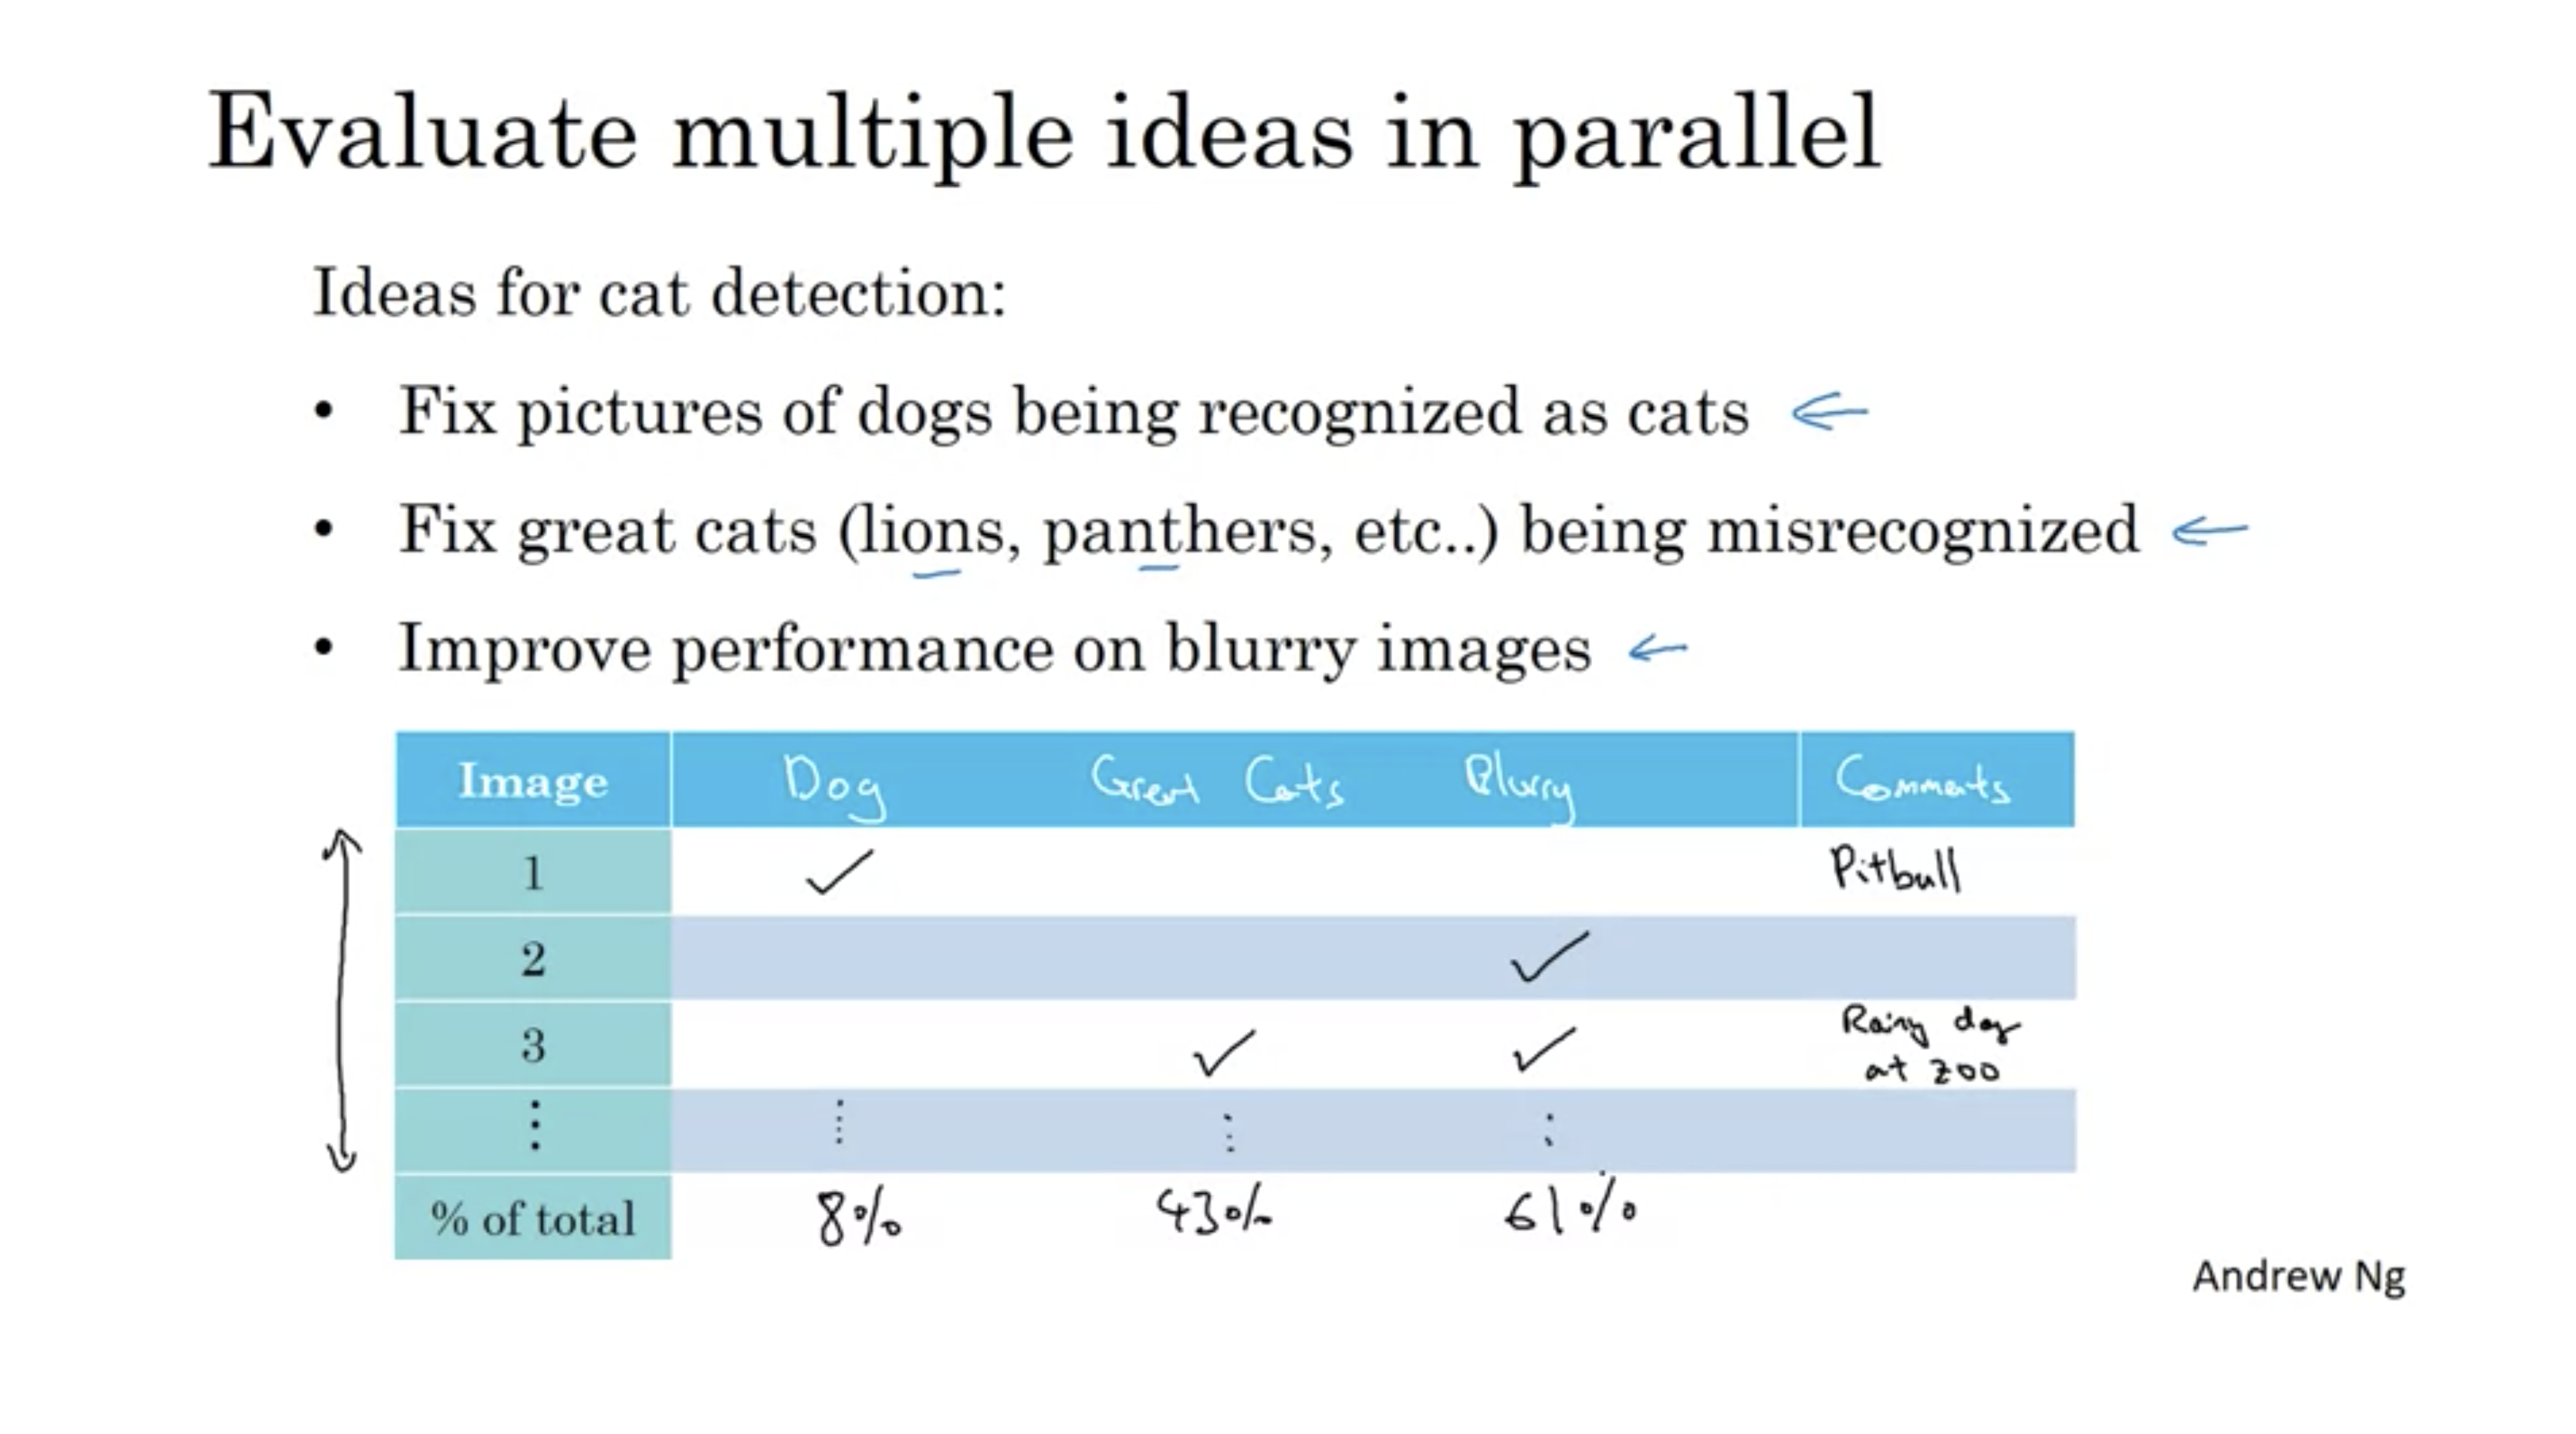 Evaluate multiple ideas in parallel
Ideas for cat detection:
• Fix pictures of dogs being recognized as cats
• Fix great cats (lions, panthers, etc..) being misrecognized
• Improve performance on blurry images
Image Dog Great Cats Blurry Comments
1 ✓ Pitbull
2 ✓
3 ✓ ✓ Rainy day
at zoo
⋮ ⋮ ⋮ ⋮
% of total 8% 43% 61%
Andrew Ng